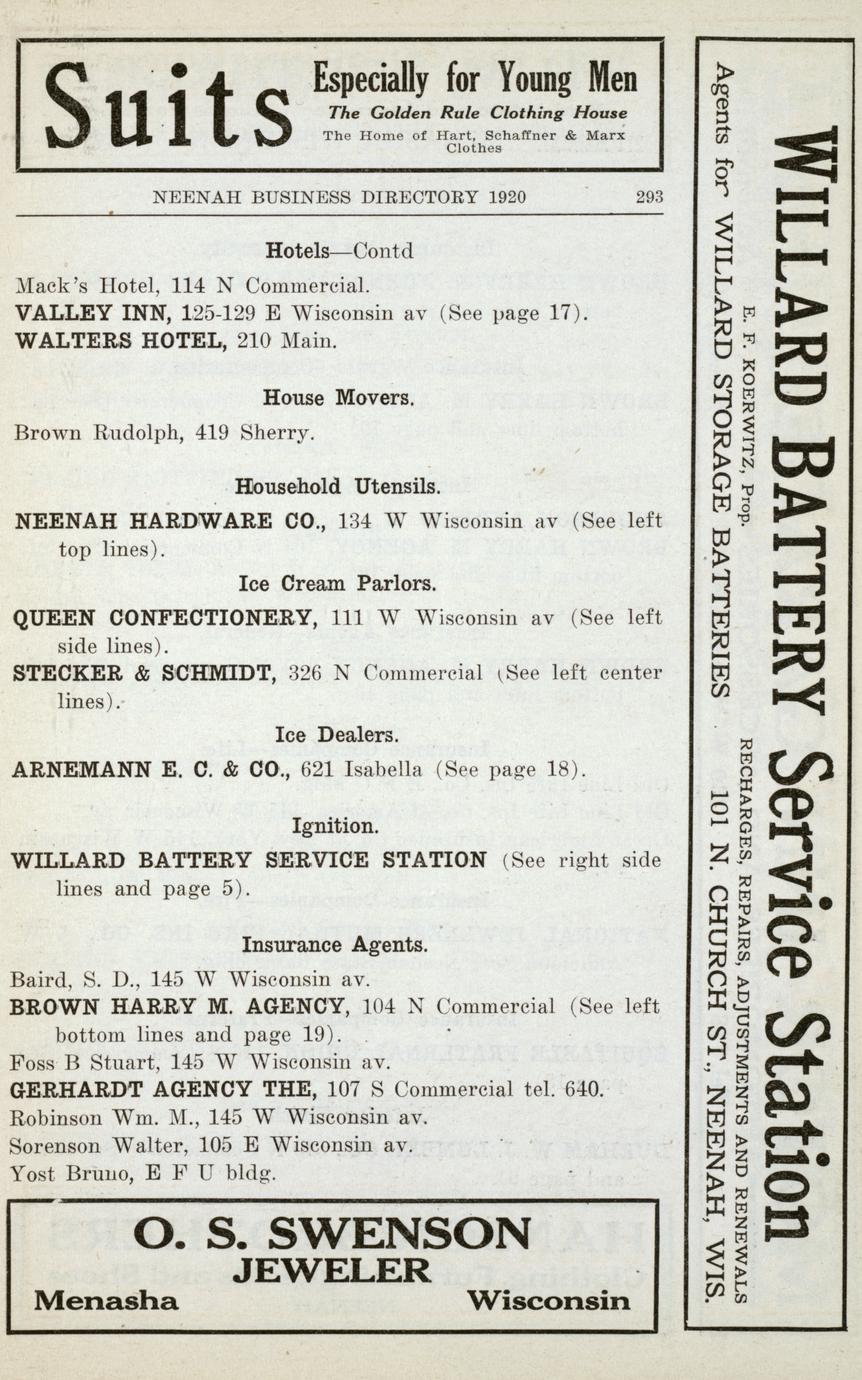 Suits
Especially for Young Men
The Golden Rule Clothing House
The Home of Hart, Schaffner & Marx
Clothes
NEENAH BUSINESS DIRECTORY 1920 293
Hotels—Contd
Mack's Hotel, 114 N Commercial.
VALLEY INN, 125-129 E Wisconsin av (See page 17).
WALTERS HOTEL, 210 Main.
House Movers.
Brown Rudolph, 419 Sherry.
Household Utensils.
NEENAH HARDWARE CO., 134 W Wisconsin av (See left
top lines).
Ice Cream Parlors.
QUEEN CONFECTIONERY, 111 W Wisconsin av (See left
side lines).
STECKER & SCHMIDT, 326 N Commercial (See left center
lines).
Ice Dealers.
ARNEMANN E. C. & CO., 621 Isabella (See page 18).
Ignition.
WILLARD BATTERY SERVICE STATION (See right side
lines and page 5).
Insurance Agents.
Baird, S. D., 145 W Wisconsin av.
BROWN HARRY M. AGENCY, 104 N Commercial (See left
bottom lines and page 19).
Foss B Stuart, 145 W Wisconsin av.
GERHARDT AGENCY THE, 107 S Commercial tel. 640.
Robinson Wm. M., 145 W Wisconsin av.
Sorenson Walter, 105 E Wisconsin av.
Yost Bruno, E F U bldg.
O. S. SWENSON
JEWELER
Menasha Wisconsin
WILLARD BATTERY Service Station
E. F. KOERWITZ, Prop. RECHARGES, REPAIRS, ADJUSTMENTS AND RENEWALS
Agents for WILLARD STORAGE BATTERIES 101 N. CHURCH ST., NEENAH, WIS.